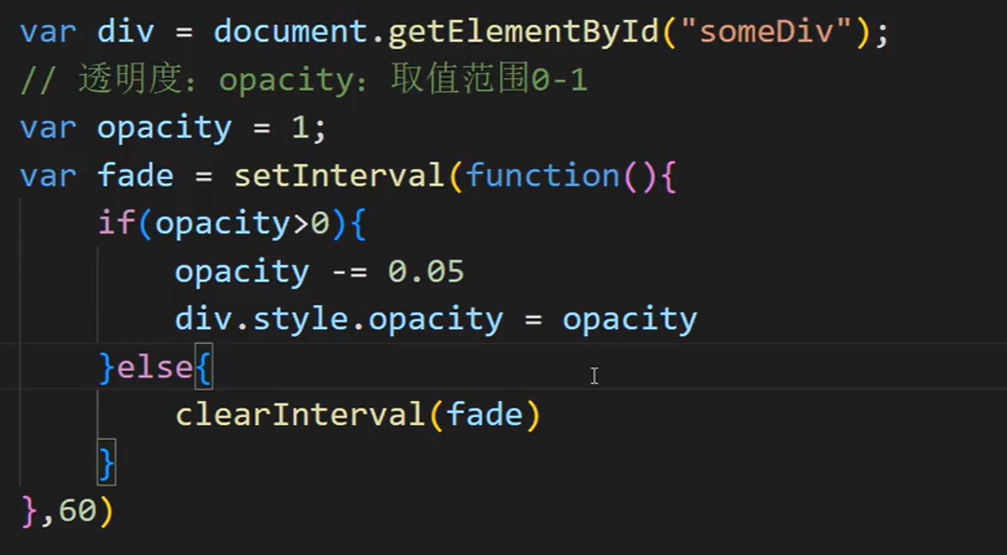 var div = document.getElementById("someDiv");
// 透明度：opacity：取值范围0-1
var opacity = 1;
var fade = setInterval(function(){
if(opacity>0){
opacity -= 0.05
div.style.opacity = opacity
}else{
clearInterval(fade)
}
},60)